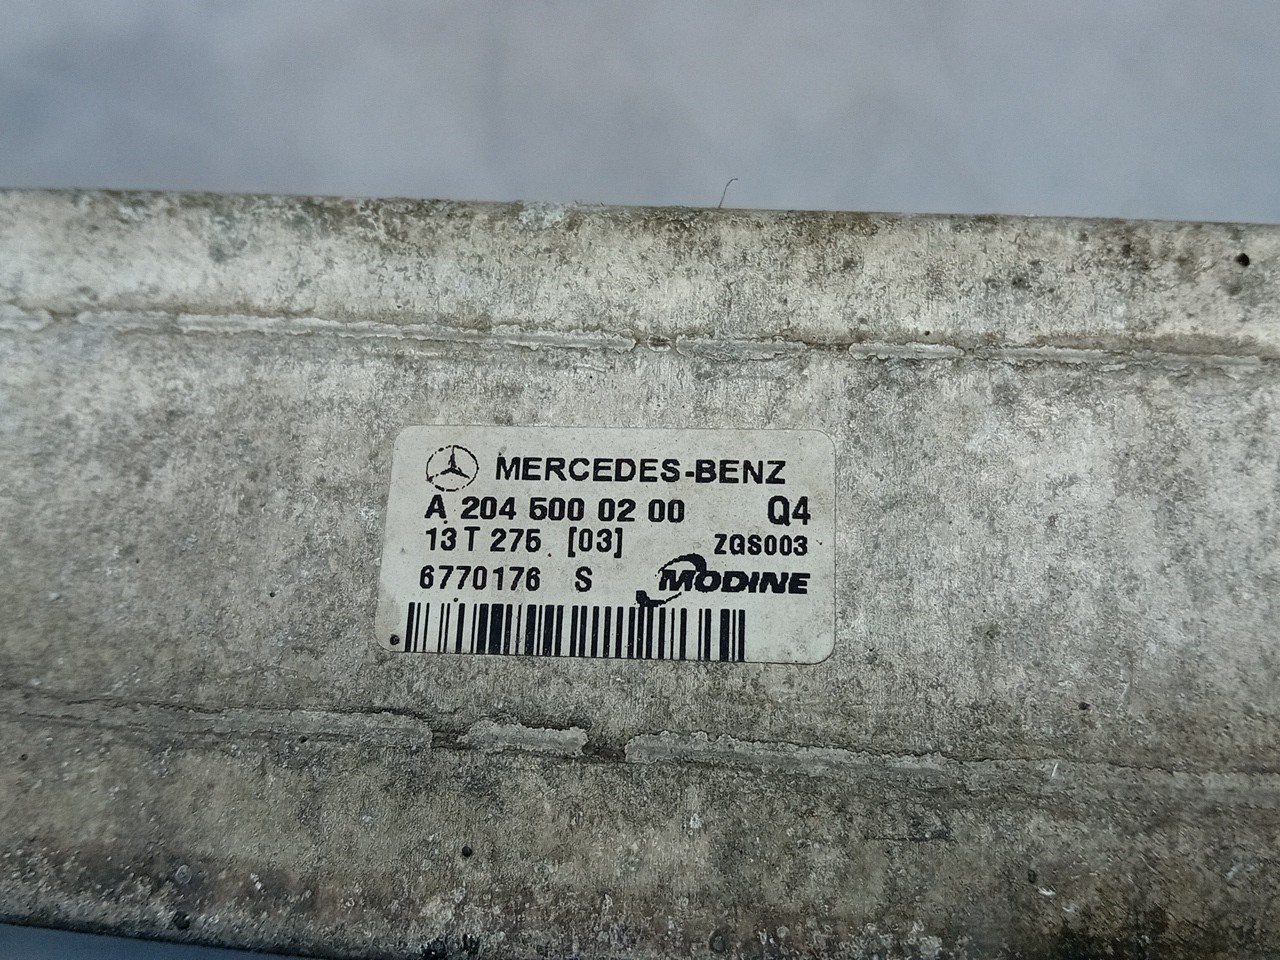 MERCEDES-BENZ
A 204 500 02 00 Q4
13 T 275 [03] ZGS003
6770176 S MODINE